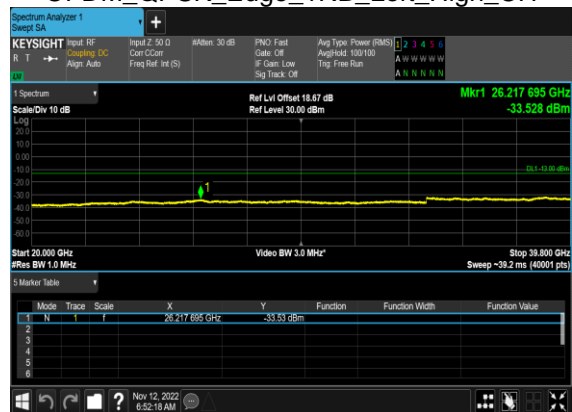 Spectrum Analyzer 1
Swept SA
+
KEYSIGHT Input: RF Input Z: 50 Ω #Atten: 30 dB PNO: Fast Avg Type: Power (RMS) 1 2 3 4 5 6
R T Coupling: DC Corr CCorr Gate: Off Avg|Hold: 100/100 A W W W W W
Align: Auto Freq Ref: Int (S) IF Gain: Low Trig: Free Run
LW Sig Track: Off A N N N N N
1 Spectrum Ref Lvl Offset 18.67 dB Mkr1 26.217 695 GHz
Scale/Div 10 dB Ref Level 30.00 dBm -33.528 dBm
Log
20.0
10.0
0.00
-10.0 DL1 -13.00 dBm
-20.0
-30.0 1
-40.0
-50.0
-60.0
Start 20.000 GHz Video BW 3.0 MHz* Stop 39.800 GHz
#Res BW 1.0 MHz Sweep ~39.2 ms (40001 pts)
5 Marker Table
Mode Trace Scale X Y Function Function Width Function Value
1 N 1 f 26.217 695 GHz -33.53 dBm
2
3
4
5
6
? Nov 12, 2022
6:52:18 AM